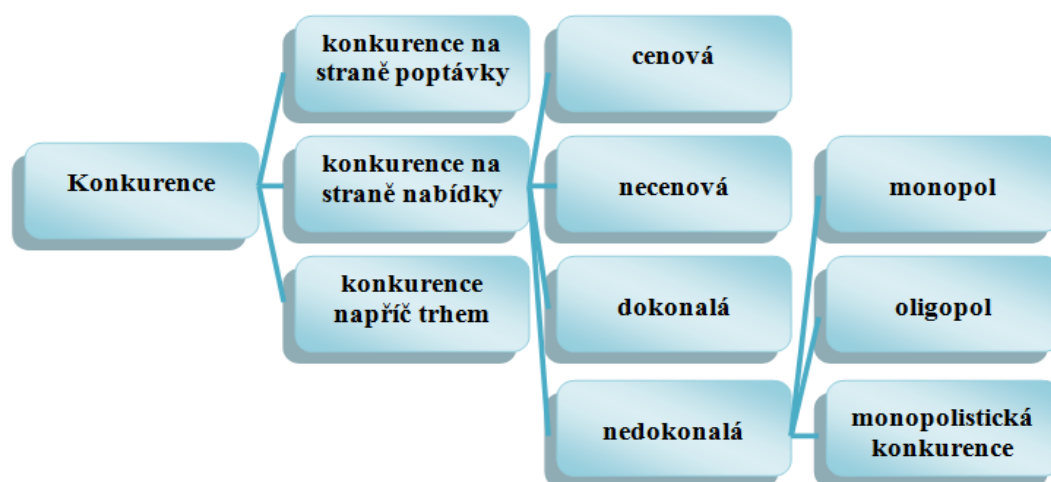 Konkurence
konkurence na
straně poptávky
konkurence na
straně nabídky
konkurence
napříč trhem
cenová
necenová
dokonalá
nedokonalá
monopol
oligopol
monopolistická
konkurence